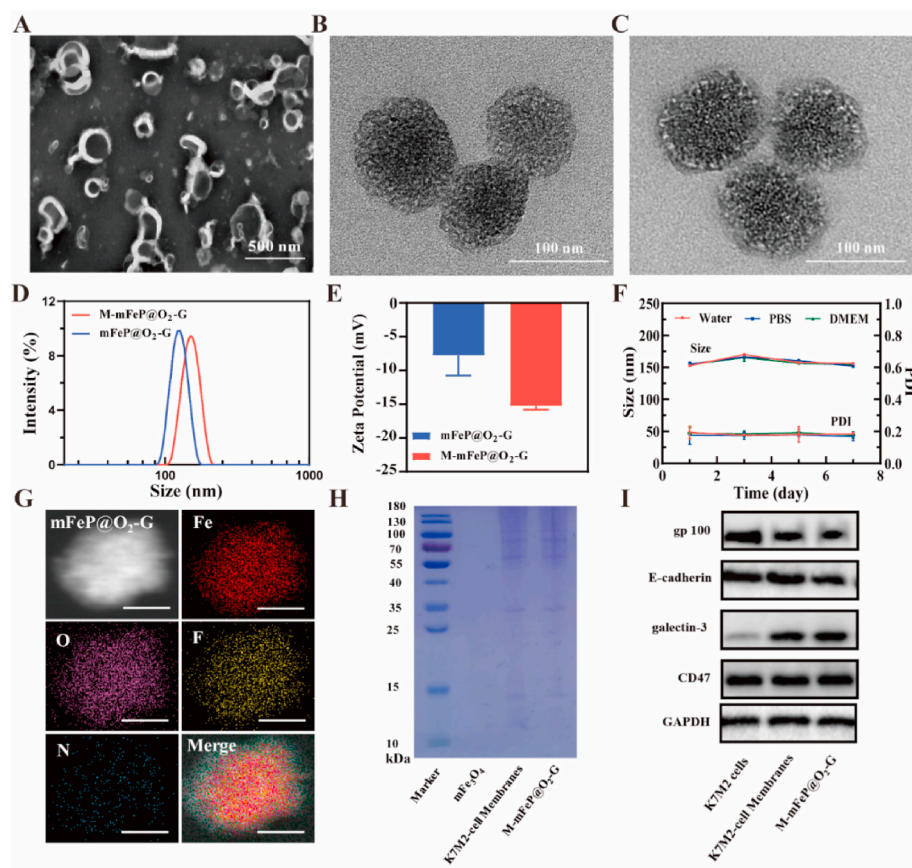 A
500 nm
B
100 nm
C
100 nm
D
M-mFeP@O₂-G
mFeP@O₂-G
Intensity (%)
12
8
4
0
100
1000
Size (nm)
E
Zeta Potential (mV)
0
-5
-10
-15
-20
-25
mFeP@O₂-G
M-mFeP@O₂-G
F
Water
PBS
DMEM
Size
PDI
Size (nm)
250
200
150
100
50
0
1.0
0.8
0.6
0.4
0.2
0.0
PDI
0 2 4 6 8
Time (day)
G
mFeP@O₂-G
Fe
O
F
N
Merge
H
180
130
100
70
55
40
35
25
15
10
kDa
Marker
mFe₃O₄
K7M2-cell Membranes
M-mFeP@O₂-G
I
gp 100
E-cadherin
galectin-3
CD47
GAPDH
K7M2 cells
K7M2-cell Membranes
M-mFeP@O₂-G